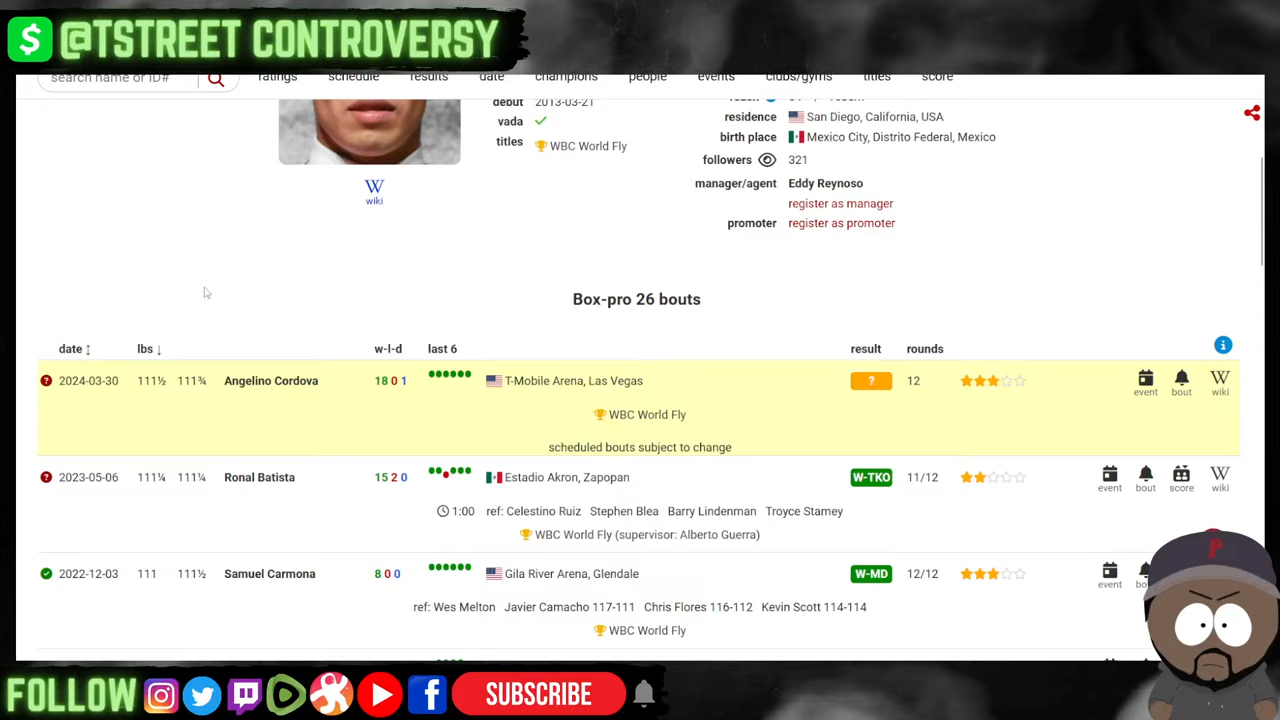 $ @TSTREET CONTROVERSY
search name or ID# ratings schedule results date champions people events clubs/gyms titles score
debut 2013-03-21
residence San Diego, California, USA
vada
birth place Mexico City, Distrito Federal, Mexico
titles WBC World Fly
followers 321
manager/agent Eddy Reynoso
W
wiki
register as manager
promoter register as promoter
Box-pro 26 bouts
date lbs w-l-d last 6 result rounds
2024-03-30 111½ 111¾ Angelino Cordova 18 0 1 T-Mobile Arena, Las Vegas ? 12 event bout wiki
WBC World Fly
scheduled bouts subject to change
2023-05-06 111¼ 111¼ Ronal Batista 15 2 0 Estadio Akron, Zapopan W-TKO 11/12 event bout score wiki
1:00 ref: Celestino Ruiz Stephen Blea Barry Lindenman Troyce Stamey
WBC World Fly (supervisor: Alberto Guerra)
2022-12-03 111 111½ Samuel Carmona 8 0 0 Gila River Arena, Glendale W-MD 12/12 event
ref: Wes Melton Javier Camacho 117-111 Chris Flores 116-112 Kevin Scott 114-114
WBC World Fly
FOLLOW SUBSCRIBE